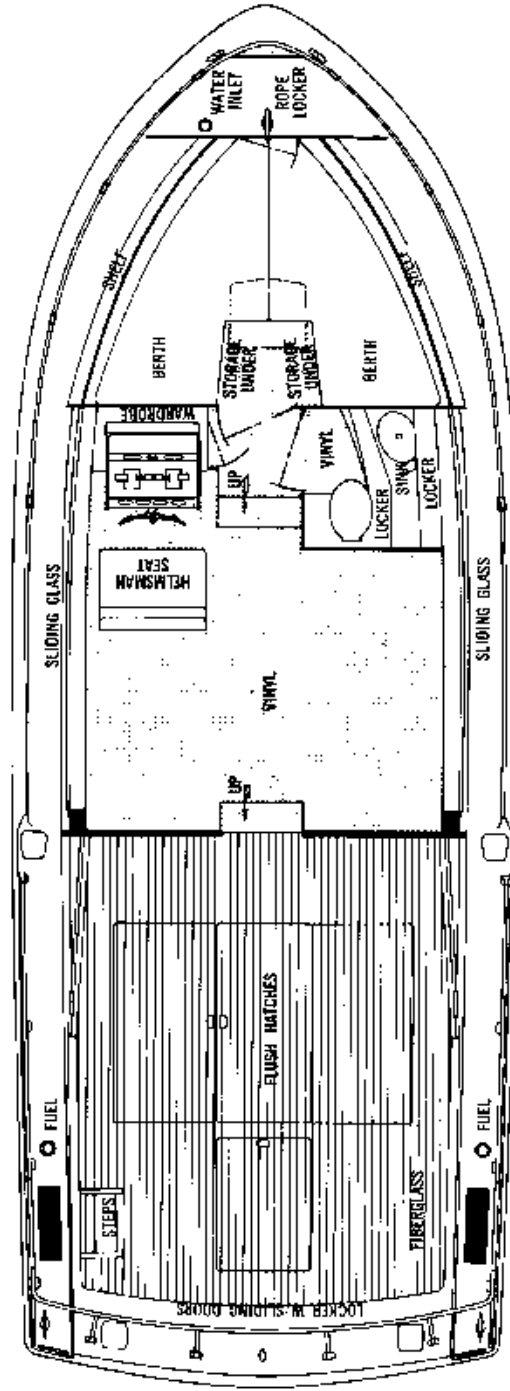 WATER
INLET
ROPE
LOCKER
SHELF
SHELF
BERTH
STORAGE
UNDER
STORAGE
UNDER
BERTH
WARDROBE
UP
VINYL
LOCKER
SINK
LOCKER
HELMSMAN
SEAT
SLIDING GLASS
SLIDING GLASS
VINYL
UP
FLUSH HATCHES
FUEL
FUEL
STEPS
FIBERGLASS
LOCKER W. SLIDING DOORS